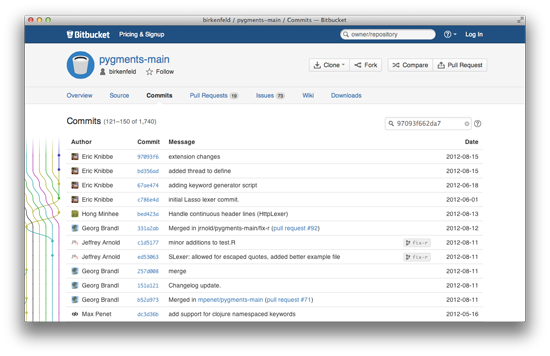 birkenfeld / pygments-main / Commits — Bitbucket
Bitbucket Pricing & Signup owner/repository Log In
pygments-main
birkenfeld Follow
Clone Fork Compare Pull Request
Overview Source Commits Pull Requests 19 Issues 73 Wiki Downloads
Commits (121–150 of 1,740) 97093f662da7
Author Commit Message Date
Eric Knibbe 97093f6 extension changes 2012-08-15
Eric Knibbe bd356ad added thread to define 2012-08-15
Eric Knibbe 67ae474 adding keyword generator script 2012-06-18
Eric Knibbe c786e4d initial Lasso lexer commit. 2012-06-01
Hong Minhee bed423a Handle continuous header lines (HttpLexer) 2012-08-13
Georg Brandl 331a2ab Merged in jrnold/pygments-main/fix-r (pull request #92) 2012-08-12
Jeffrey Arnold c1d5177 minor additions to test.R fix-r 2012-08-11
Jeffrey Arnold ed53063 SLexer: allowed for escaped quotes, added better example file fix-r 2012-08-11
Georg Brandl 257d008 merge 2012-08-11
Georg Brandl 151a121 Changelog update. 2012-08-11
Georg Brandl b52a973 Merged in mpenet/pygments-main (pull request #71) 2012-08-11
Max Penet dc3d36b add support for clojure namespaced keywords 2012-05-16